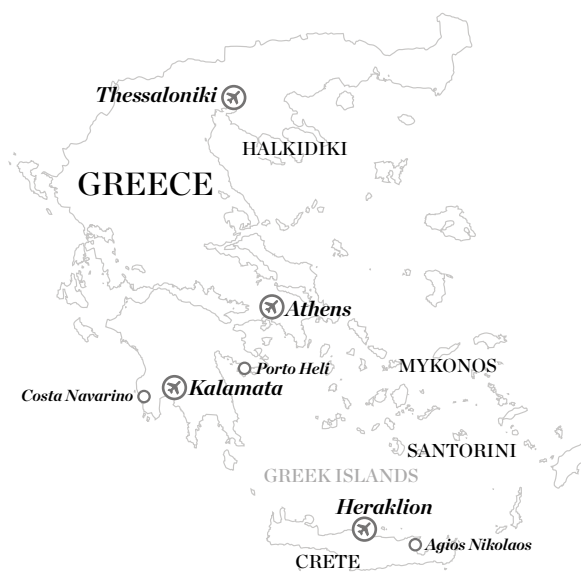 Thessaloniki
HALKIDIKI
GREECE
Athens
Porto Heli
MYKONOS
Kalamata
Costa Navarino
SANTORINI
GREEK ISLANDS
Heraklion
Agios Nikolaos
CRETE